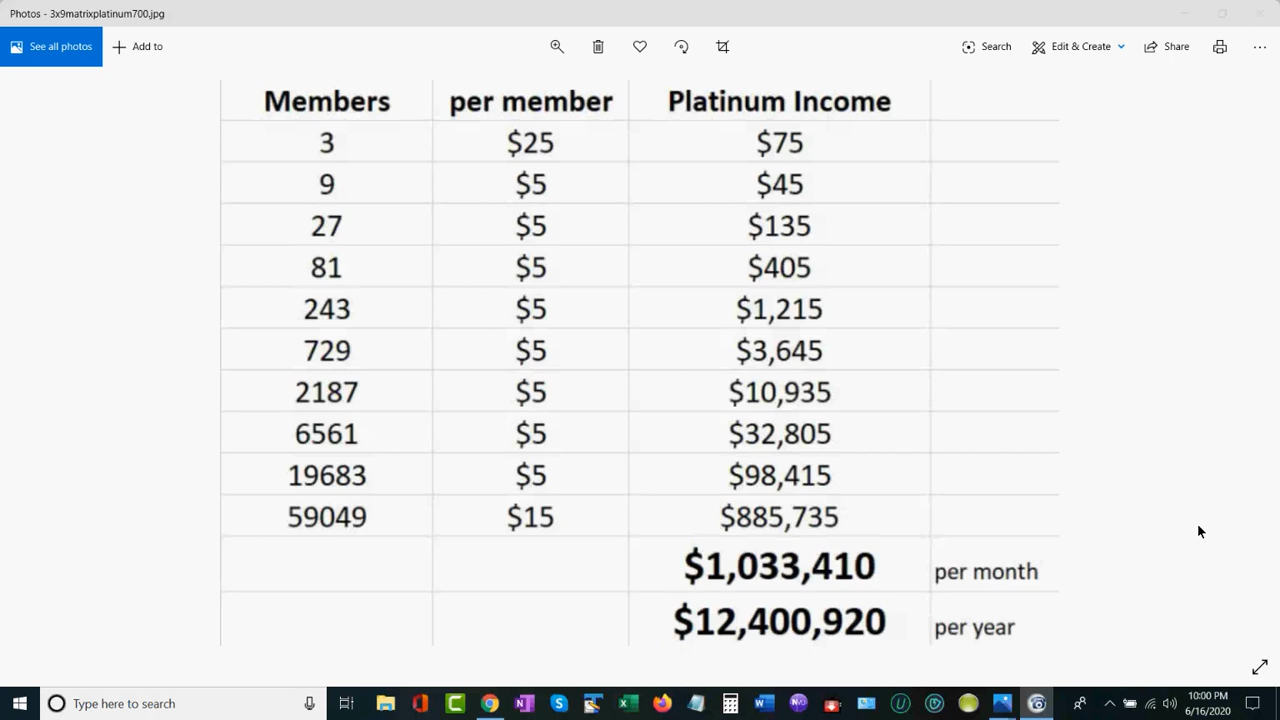 Photos - 3x9matrixplatinum700.jpg
See all photos + Add to Search Edit & Create Share
Members per member Platinum Income
3 $25 $75
9 $5 $45
27 $5 $135
81 $5 $405
243 $5 $1,215
729 $5 $3,645
2187 $5 $10,935
6561 $5 $32,805
19683 $5 $98,415
59049 $15 $885,735
$1,033,410 per month
$12,400,920 per year
Type here to search
10:00 PM
6/16/2020